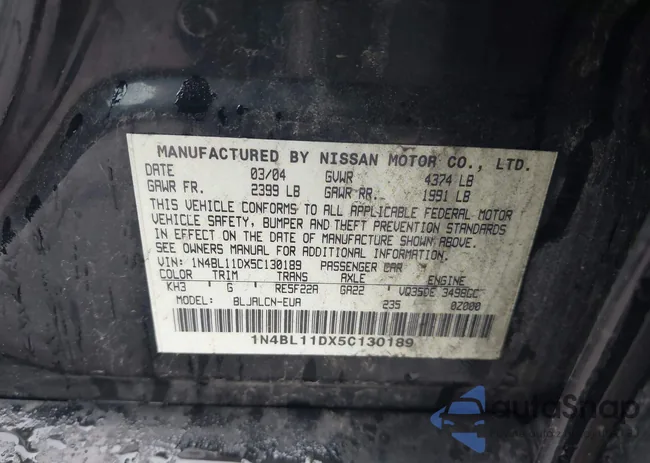 MANUFACTURED BY NISSAN MOTOR CO., LTD.
DATE 03/04 GVWR 4374 LB
GAWR FR. 2399 LB GAWR RR. 1991 LB
THIS VEHICLE CONFORMS TO ALL APPLICABLE FEDERAL MOTOR
VEHICLE SAFETY, BUMPER AND THEFT PREVENTION STANDARDS
IN EFFECT ON THE DATE OF MANUFACTURE SHOWN ABOVE.
SEE OWNERS MANUAL FOR ADDITIONAL INFORMATION.
VIN: 1N4BL11DX5C130189 PASSENGER CAR
COLOR TRIM TRANS AXLE ENGINE
KH3 G RE5F22A GA22 VQ35DE 3498CC
MODEL: BLJALCN-EUA 235 0Z000
1N4BL11DX5C130189
autoSnap